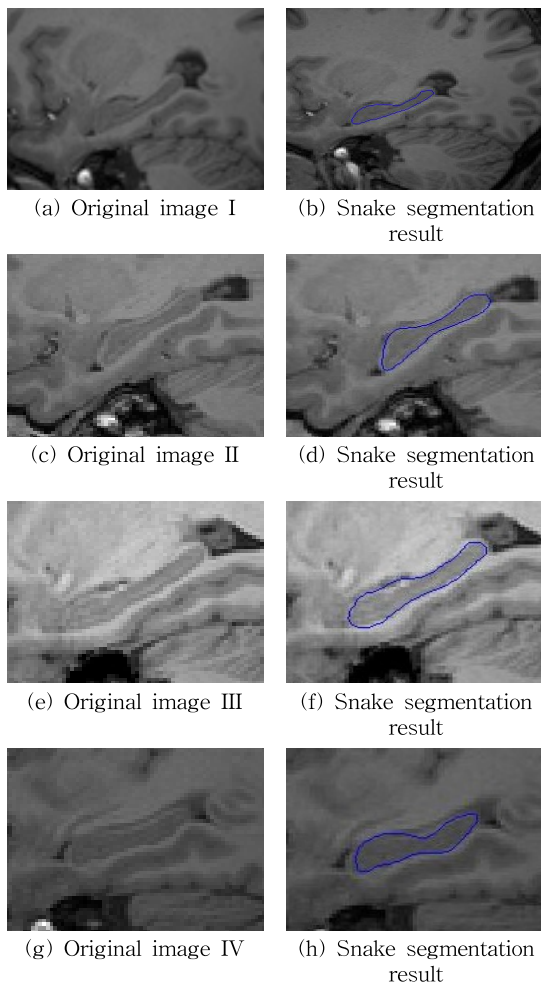 (a) Original image I
(b) Snake segmentation
result
(c) Original image II
(d) Snake segmentation
result
(e) Original image III
(f) Snake segmentation
result
(g) Original image IV
(h) Snake segmentation
result